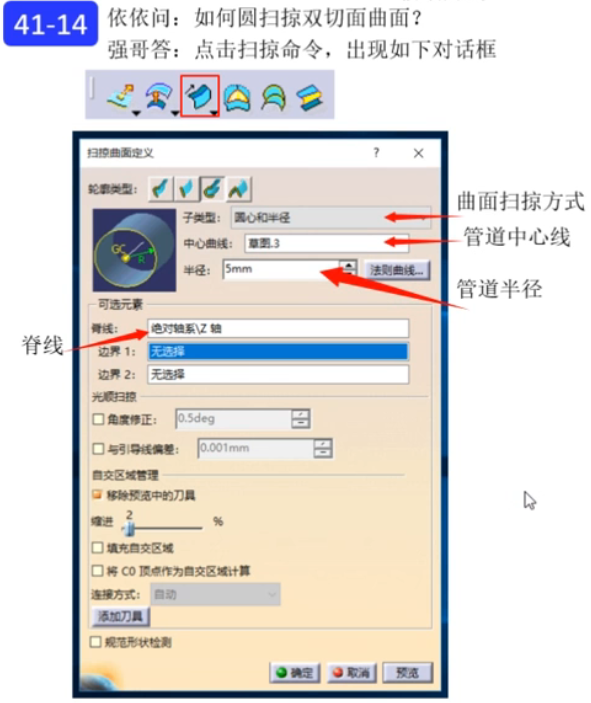 41-14
依依问：如何圆扫掠双切面曲面？
强哥答：点击扫掠命令，出现如下对话框
扫掠曲面定义 ? ×
轮廓类型：
子类型： 圆心和半径
曲面扫掠方式
中心曲线： 草图.3
管道中心线
半径： 5mm 法则曲线...
管道半径
GC R
可选元素
脊线： 绝对轴系\Z 轴
脊线
边界 1： 无选择
边界 2： 无选择
光顺扫掠
角度修正： 0.5deg
与引导线偏差： 0.001mm
自交区域管理
移除预览中的刀具
缩进 2 %
填充自交区域
将 C0 顶点作为自交区域计算
连接方式： 自动
添加刀具
规范形状检测
确定 取消 预览